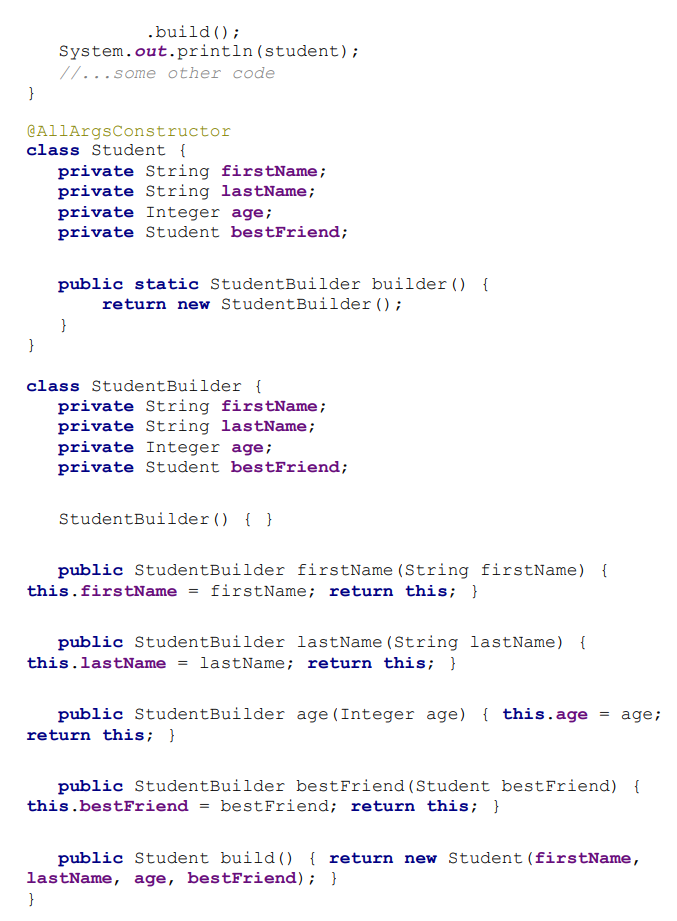 .build();
System.out.println(student);
//...some other code
}
@AllArgsConstructor
class Student {
private String firstName;
private String lastName;
private Integer age;
private Student bestFriend;
public static StudentBuilder builder() {
return new StudentBuilder();
}
}
class StudentBuilder {
private String firstName;
private String lastName;
private Integer age;
private Student bestFriend;
StudentBuilder() { }
public StudentBuilder firstName(String firstName) {
this.firstName = firstName; return this; }
public StudentBuilder lastName(String lastName) {
this.lastName = lastName; return this; }
public StudentBuilder age(Integer age) { this.age = age;
return this; }
public StudentBuilder bestFriend(Student bestFriend) {
this.bestFriend = bestFriend; return this; }
public Student build() { return new Student(firstName,
lastName, age, bestFriend); }
}